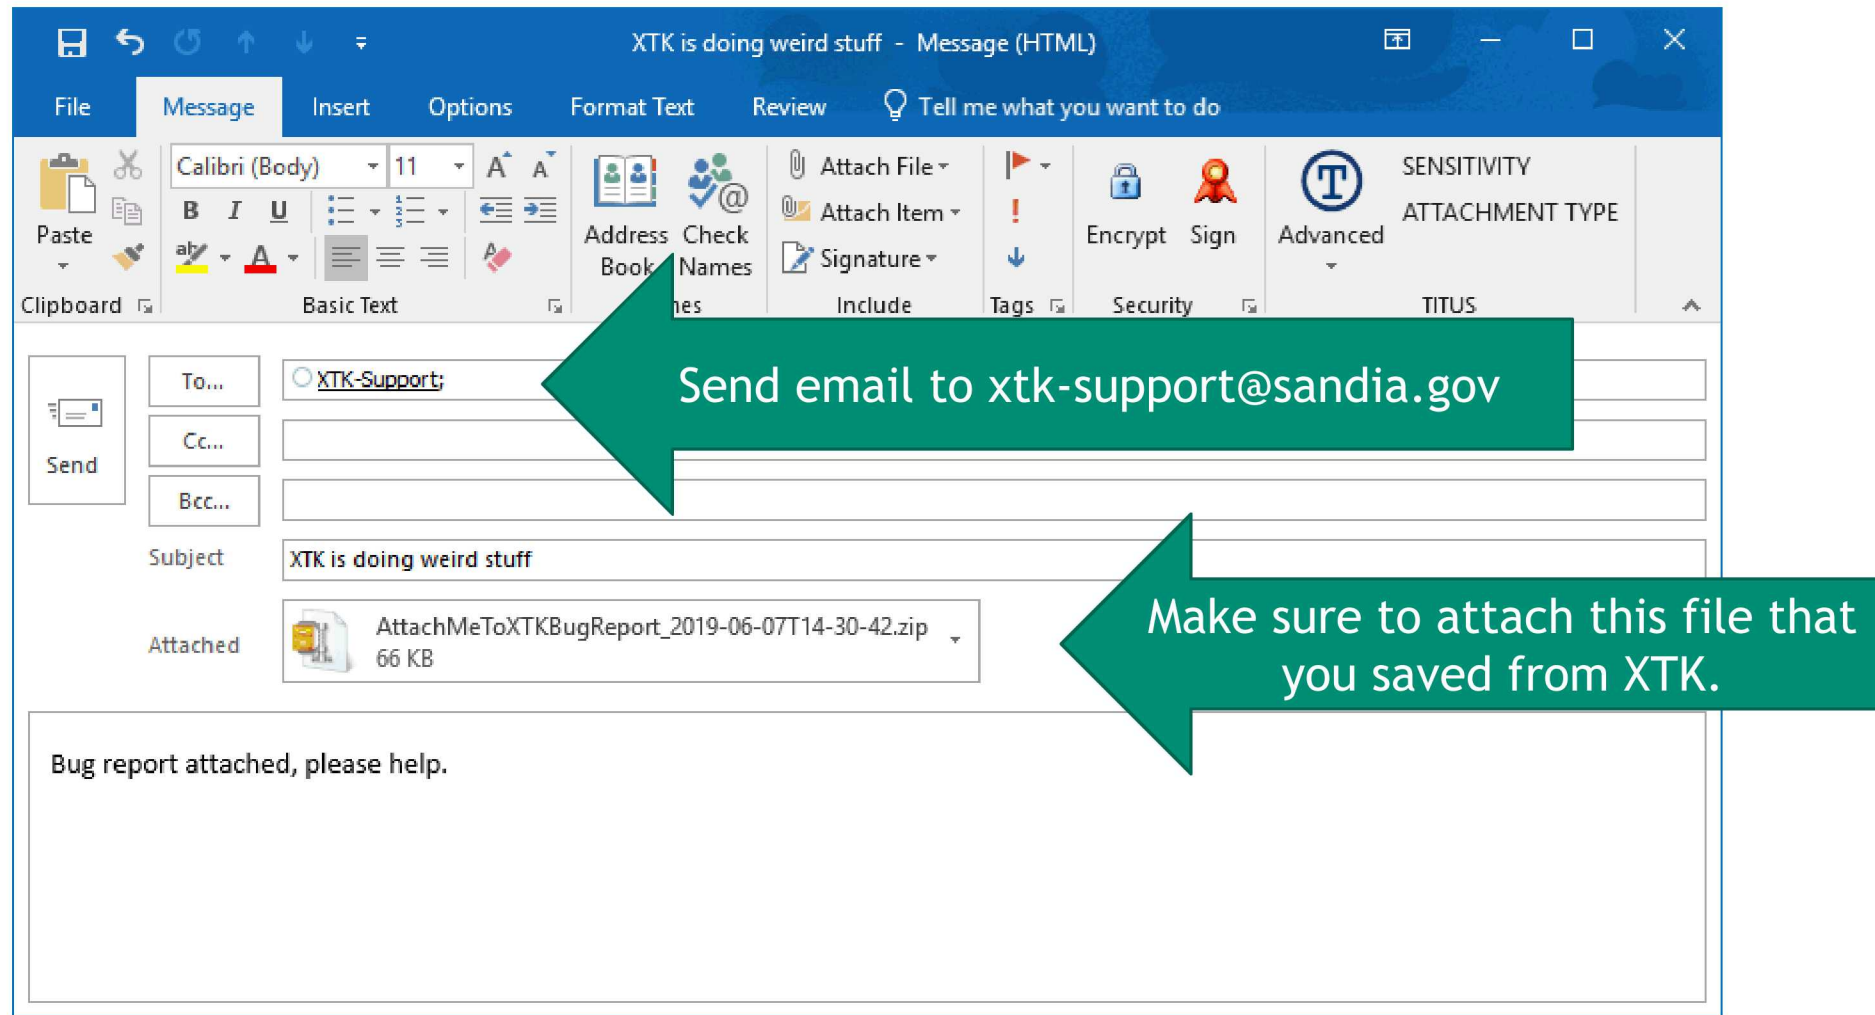 XTK is doing weird stuff - Message (HTML)
File Message Insert Options Format Text Review Tell me what you want to do
Paste
Calibri (Body) 11
B I U
Address Book
Check Names
Attach File
Attach Item
Signature
Encrypt Sign
Advanced
SENSITIVITY
ATTACHMENT TYPE
Clipboard Basic Text Include Tags Security TITUS
Send
To... XTK-Support;
Send email to xtk-support@sandia.gov
Cc...
Bcc...
Subject XTK is doing weird stuff
Attached AttachMeToXTKBugReport_2019-06-07T14-30-42.zip
66 KB
Make sure to attach this file that
you saved from XTK.
Bug report attached, please help.